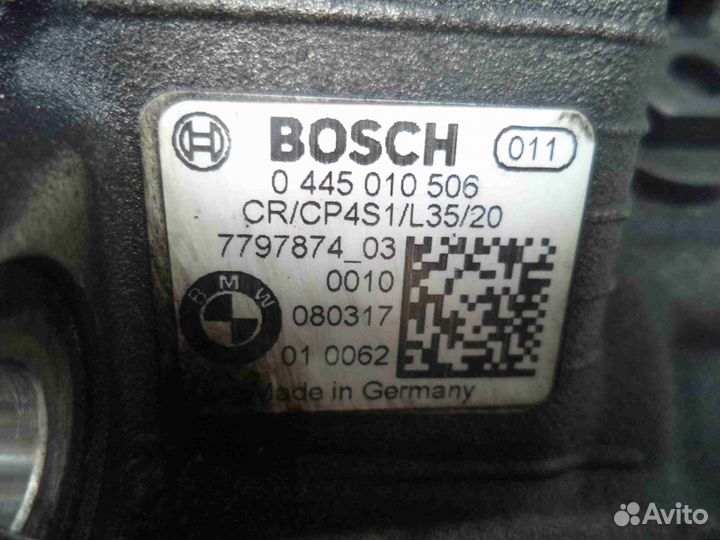 BOSCH 011
0 445 010 506
CR/CP4S1/L35/20
7797874_03
0010
BMW
080317
01 0062
Made in Germany
Avito